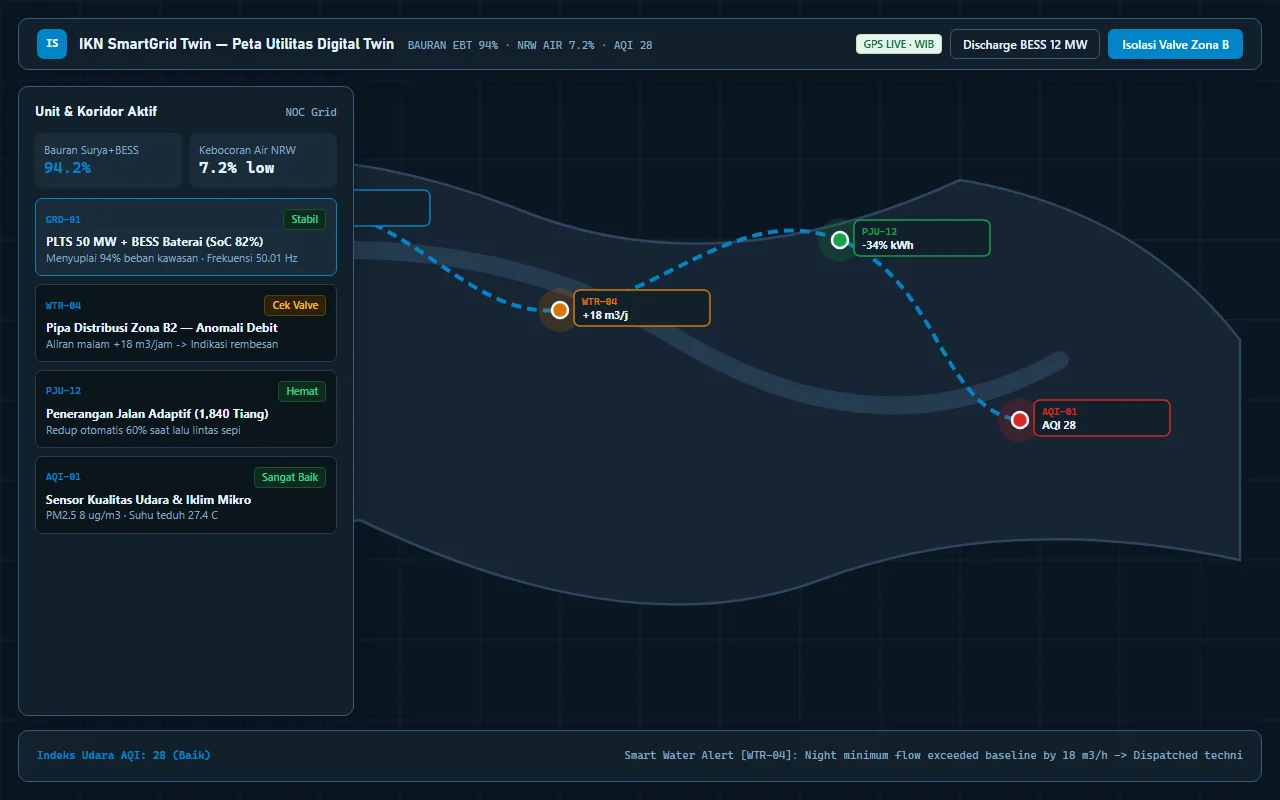 IS
IKN SmartGrid Twin — Peta Utilitas Digital Twin
BAURAN EBT 94% · NRW AIR 7.2% · AQI 28
GPS LIVE · WIB
Discharge BESS 12 MW
Isolasi Valve Zona B
Unit & Koridor Aktif
NOC Grid
Bauran Surya+BESS
94.2%
Kebocoran Air NRW
7.2% low
GRD-01
Stabil
PLTS 50 MW + BESS Baterai (SoC 82%)
Menyuplai 94% beban kawasan · Frekuensi 50.01 Hz
WTR-04
Cek Valve
Pipa Distribusi Zona B2 — Anomali Debit
Aliran malam +18 m3/jam -> Indikasi rembesan
PJU-12
Hemat
Penerangan Jalan Adaptif (1,840 Tiang)
Redup otomatis 60% saat lalu lintas sepi
AQI-01
Sangat Baik
Sensor Kualitas Udara & Iklim Mikro
PM2.5 8 ug/m3 · Suhu teduh 27.4 C
PJU-12
-34% kWh
WTR-04
+18 m3/j
AQI-01
AQI 28
Indeks Udara AQI: 28 (Baik)
Smart Water Alert [WTR-04]: Night minimum flow exceeded baseline by 18 m3/h -> Dispatched techni